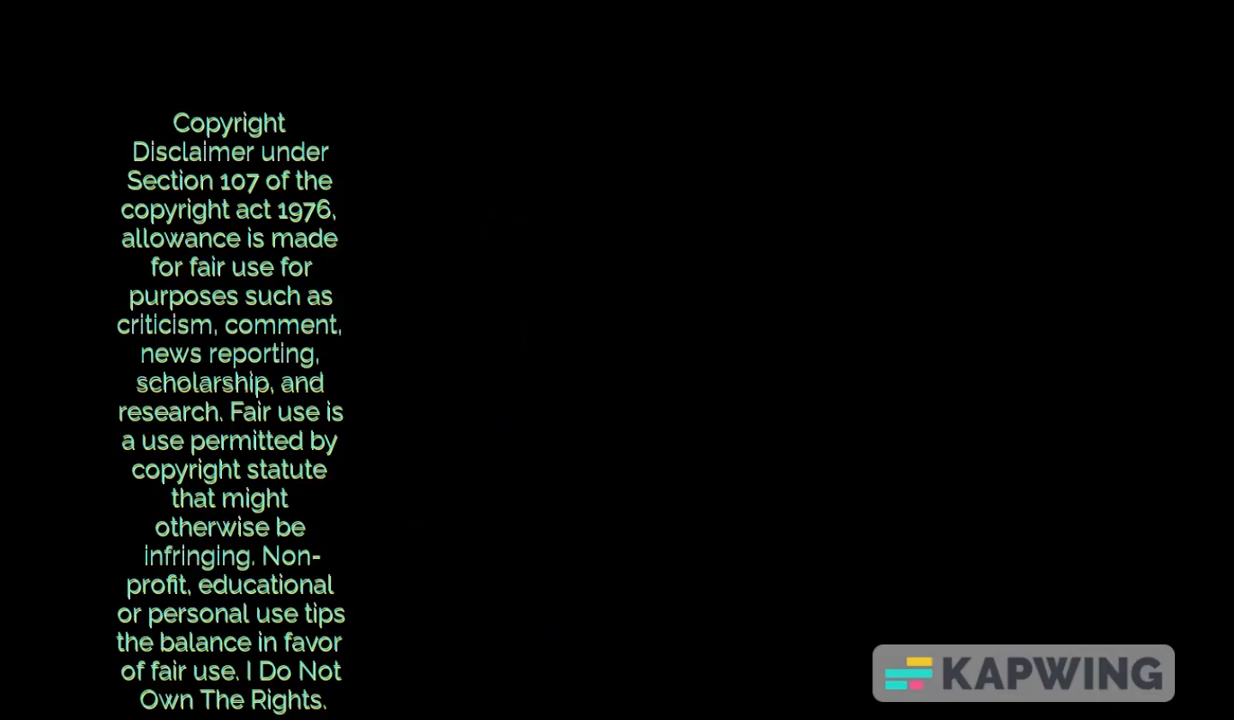 Copyright
Disclaimer under
Section 107 of the
copyright act 1976,
allowance is made
for fair use for
purposes such as
criticism, comment,
news reporting,
scholarship, and
research. Fair use is
a use permitted by
copyright statute
that might
otherwise be
infringing. Non-
profit, educational
or personal use tips
the balance in favor
of fair use. I Do Not
Own The Rights.
KAPWING